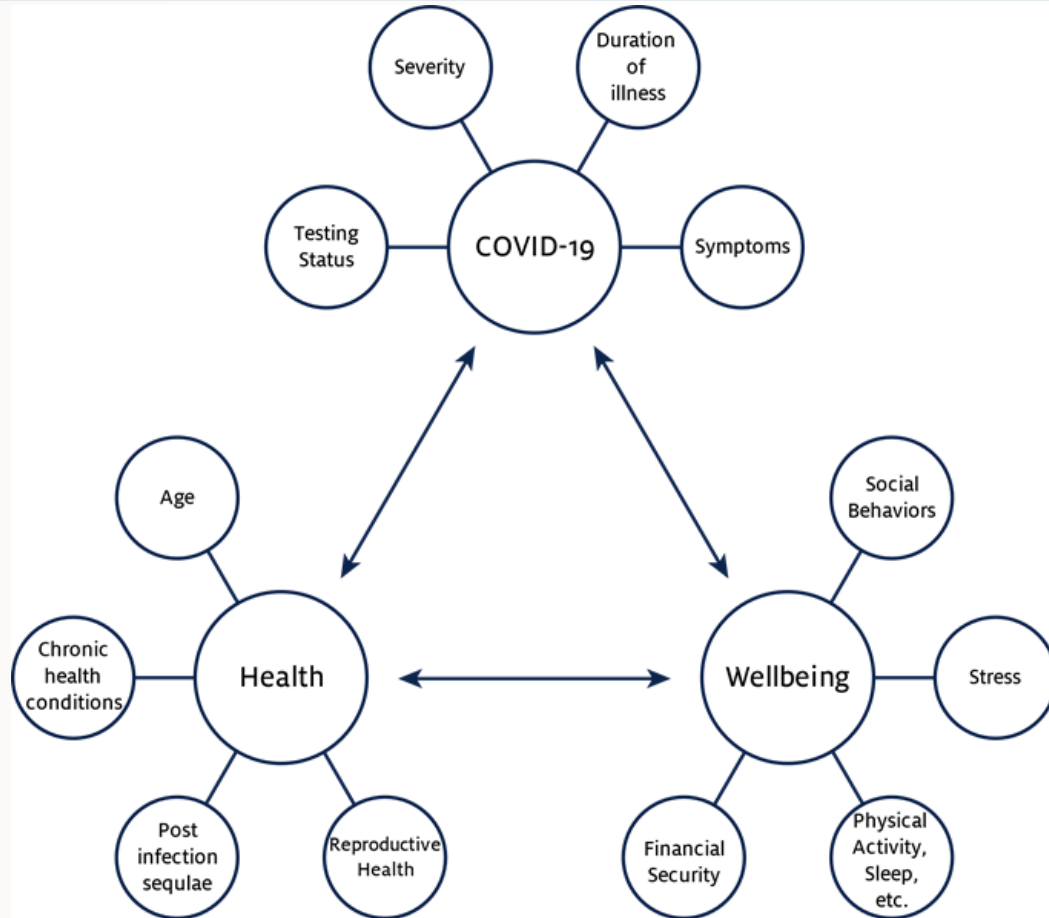 Severity
Duration
of
illness
Testing
Status
COVID-19
Symptoms
Age
Social
Behaviors
Chronic
health
conditions
Health
Wellbeing
Stress
Post
infection
sequlae
Reproductive
Health
Financial
Security
Physical
Activity,
Sleep,
etc.